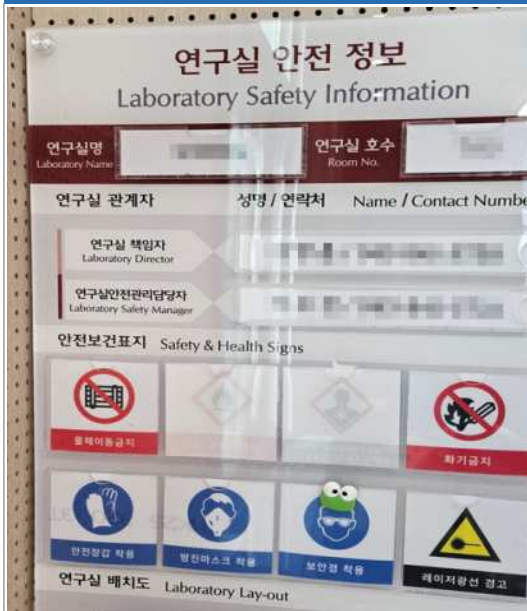 연구실 안전 정보
Laboratory Safety Information
연구실명
Laboratory Name
연구실 호수
Room No.
연구실 관계자 성명 / 연락처 Name / Contact Numbe
연구실 책임자
Laboratory Director
연구실안전관리담당자
Laboratory Safety Manager
안전보건표지 Safety & Health Signs
물체이동금지
화기금지
안전장갑 착용
방진마스크 착용
보안경 착용
레이저광선 경고
연구실 배치도 Laboratory Lay-out